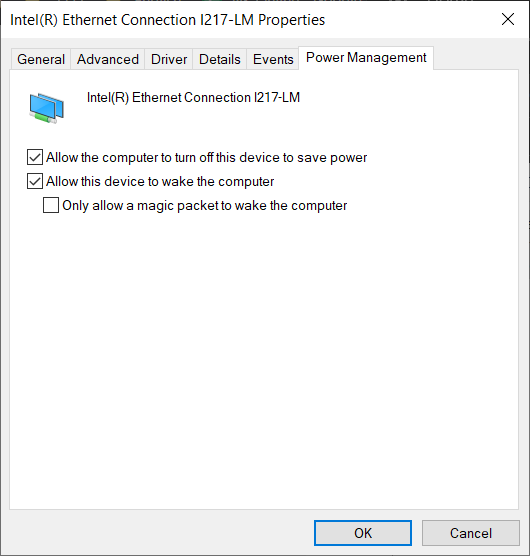 Intel(R) Ethernet Connection I217-LM Properties
General Advanced Driver Details Events Power Management
Intel(R) Ethernet Connection I217-LM
Allow the computer to turn off this device to save power
Allow this device to wake the computer
Only allow a magic packet to wake the computer
OK Cancel